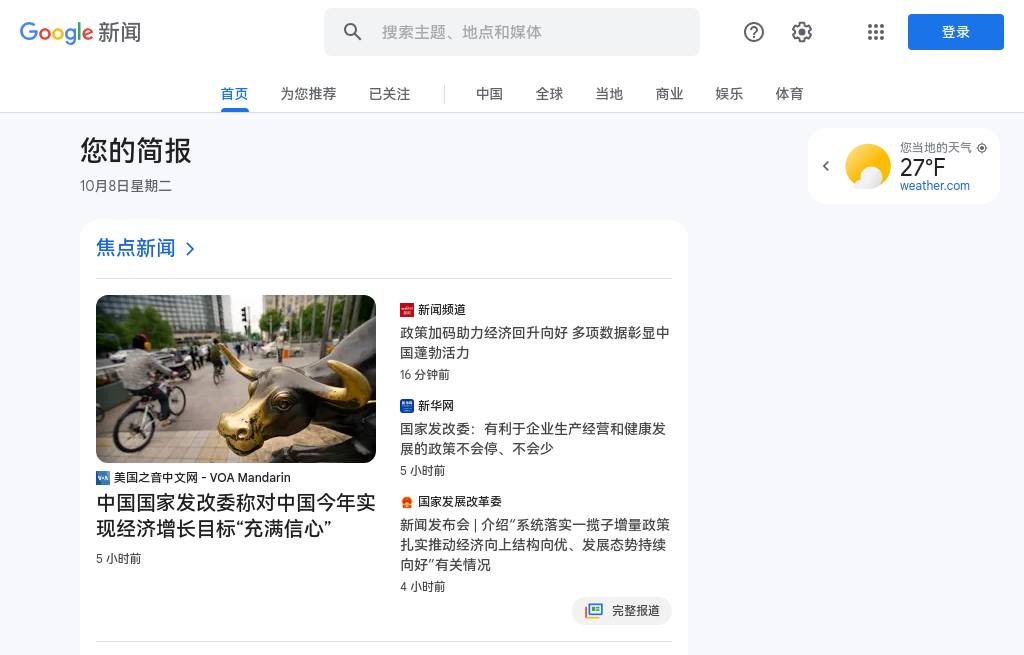 Google 新闻
搜索主题、地点和媒体
登录
首页 为您推荐 已关注 中国 全球 当地 商业 娱乐 体育
您的简报
10月8日星期二
您当地的天气
27°F
weather.com
焦点新闻
美国之音中文网 - VOA Mandarin
中国国家发改委称对中国今年实
现经济增长目标“充满信心”
5 小时前
新闻频道
政策加码助力经济回升向好 多项数据彰显中
国蓬勃活力
16 分钟前
新华网
国家发改委：有利于企业生产经营和健康发
展的政策不会停、不会少
5 小时前
国家发展改革委
新闻发布会 | 介绍“系统落实一揽子增量政策
扎实推动经济向上结构向优、发展态势持续
向好”有关情况
4 小时前
完整报道